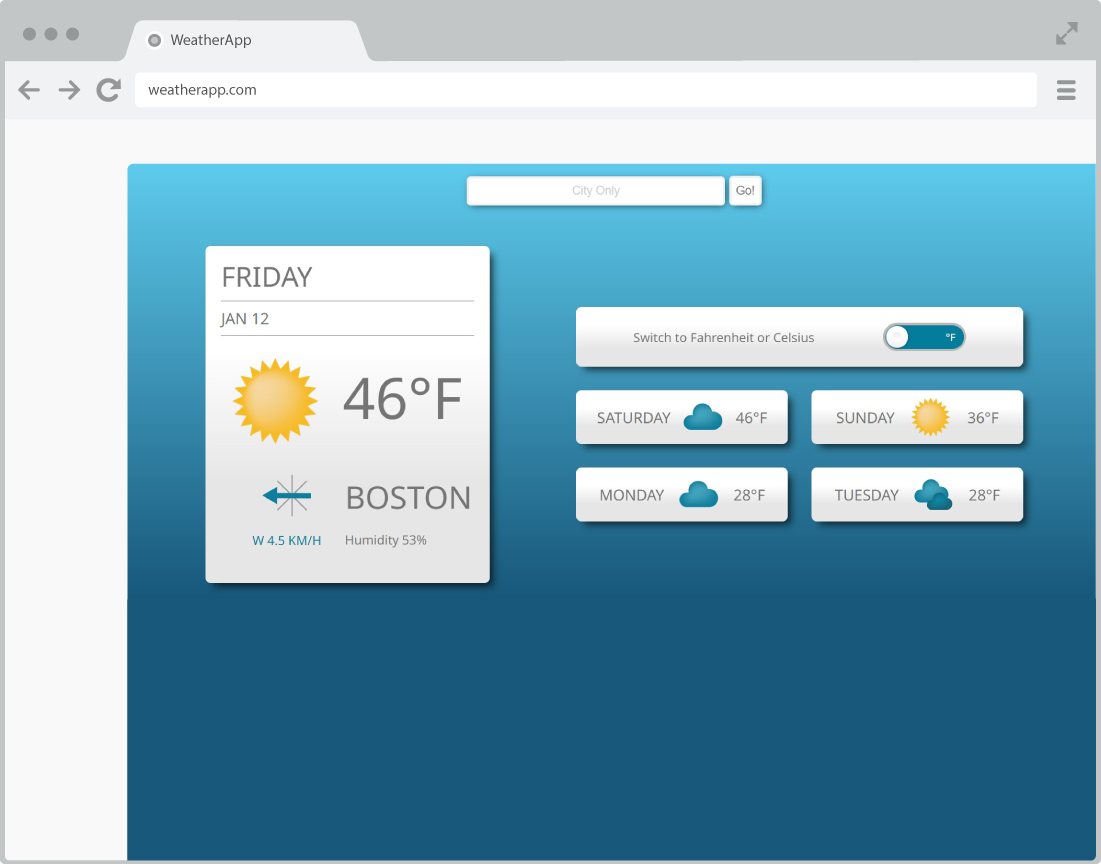 WeatherApp
weatherapp.com
City Only
Go!
FRIDAY
JAN 12
46°F
BOSTON
W 4.5 KM/H
Humidity 53%
Switch to Fahrenheit or Celsius
°F
SATURDAY 46°F
SUNDAY 36°F
MONDAY 28°F
TUESDAY 28°F